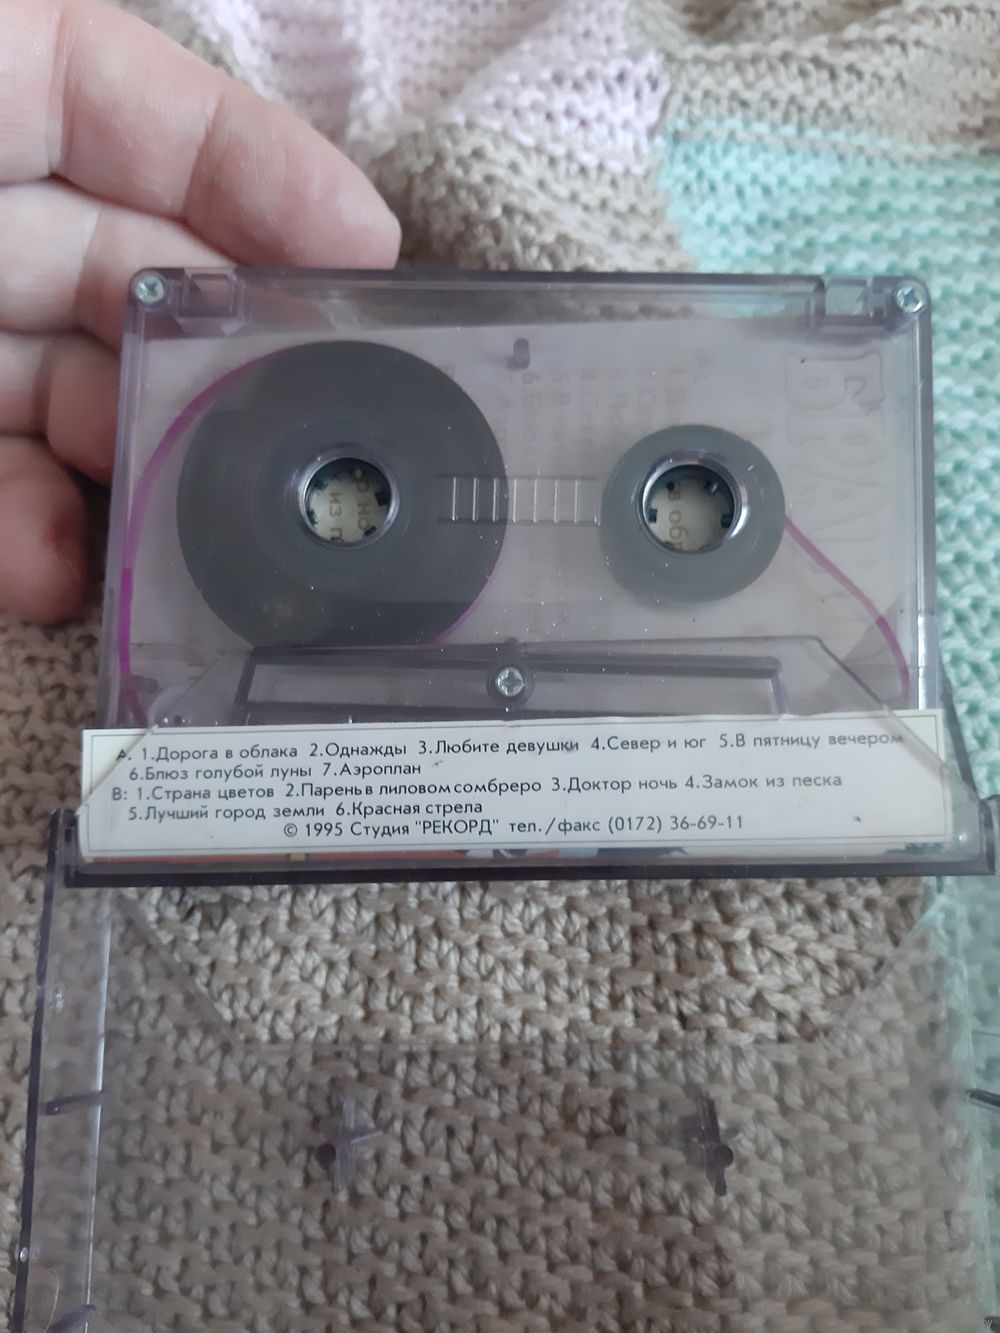 А: 1.Дорога в облака 2.Однажды 3.Любите девушки 4.Север и юг 5.В пятницу вечером
6.Блюз голубой луны 7.Аэроплан
В: 1.Страна цветов 2.Парень в лиловом сомбреро 3.Доктор ночь 4.Замок из песка
5.Лучший город земли 6.Красная стрела
© 1995 Студия "РЕКОРД" тел./факс (0172) 36-69-11